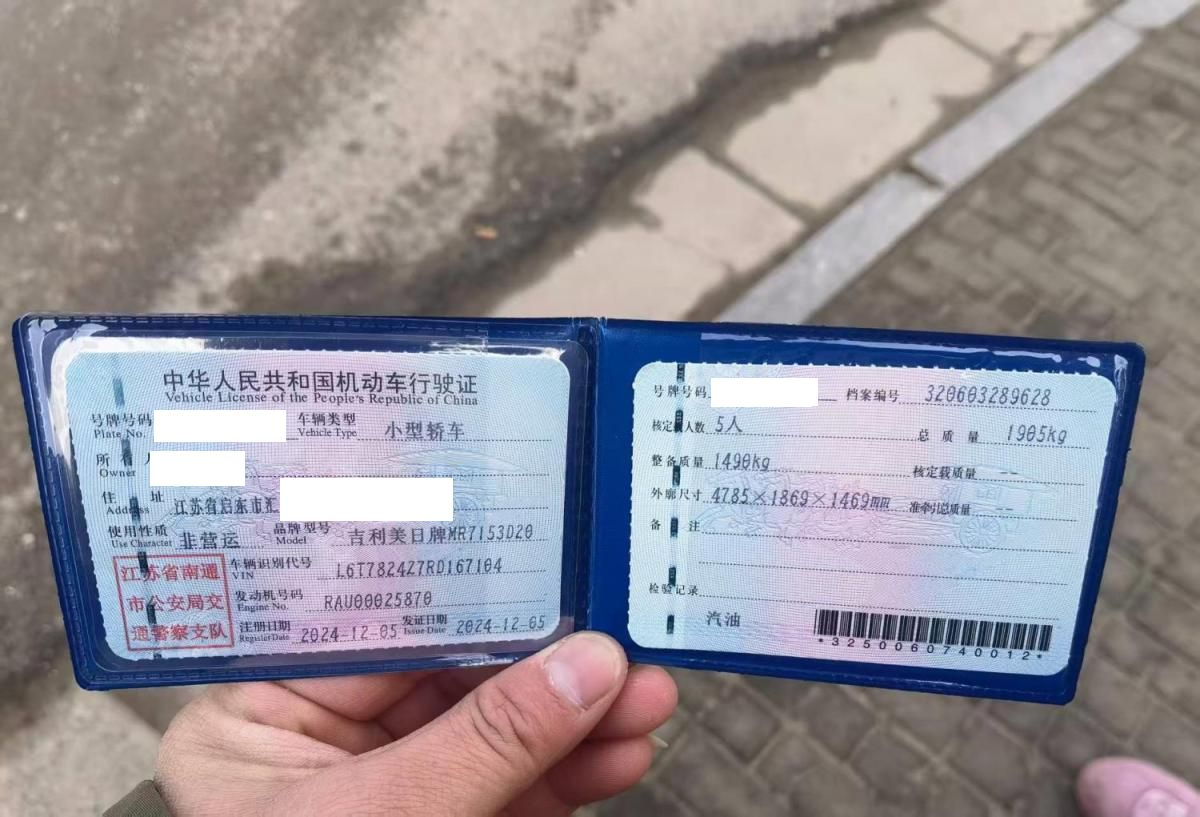 中华人民共和国机动车行驶证
Vehicle License of the People's Republic of China
号牌号码
Plate No.
车辆类型
Vehicle Type
小型轿车
所 人
Owner
住 址
Address
江苏省启东市汇
使用性质
Use Character
非营运
品牌型号
Model
吉利美日牌MR7153D20
江苏省南通
市公安局交
通警察支队
车辆识别代号
VIN
L6T7824Z7RD167104
发动机号码
Engine No.
RAU00025870
注册日期
Register Date
2024-12-05
发证日期
Issue Date
2024-12-05
号牌号码
档案编号
320603289628
核定 人数
5人
总 质 量
1905kg
整备质量
1490kg
核定载质量
--
外廓尺寸
4785×1869×1469mm
准牵引总质量
--
备 注
检验记录
汽油
*3250060740012*